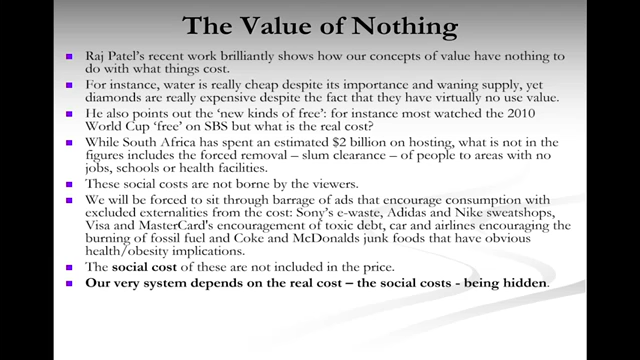 The Value of Nothing
Raj Patel's recent work brilliantly shows how our concepts of value have nothing to
do with what things cost.
For instance, water is really cheap despite its importance and waning supply, yet
diamonds are really expensive despite the fact that they have virtually no use value.
He also points out the 'new kinds of free': for instance most watched the 2010
World Cup 'free' on SBS but what is the real cost?
While South Africa has spent an estimated $2 billion on hosting, what is not in the
figures includes the forced removal – slum clearance – of people to areas with no
jobs, schools or health facilities.
These social costs are not borne by the viewers.
We will be forced to sit through barrage of ads that encourage consumption with
excluded externalities from the cost: Sony's e-waste, Adidas and Nike sweatshops,
Visa and MasterCard's encouragement of toxic debt, car and airlines encouraging the
burning of fossil fuel and Coke and McDonalds junk foods that have obvious
health/obesity implications.
The social cost of these are not included in the price.
Our very system depends on the real cost – the social costs - being hidden.